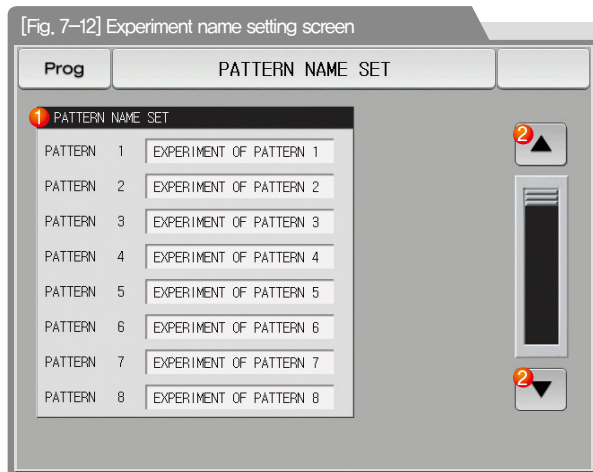 [Fig. 7-12] Experiment name setting screen
Prog PATTERN NAME SET
1 PATTERN NAME SET
PATTERN 1 EXPERIMENT OF PATTERN 1
PATTERN 2 EXPERIMENT OF PATTERN 2
PATTERN 3 EXPERIMENT OF PATTERN 3
PATTERN 4 EXPERIMENT OF PATTERN 4
PATTERN 5 EXPERIMENT OF PATTERN 5
PATTERN 6 EXPERIMENT OF PATTERN 6
PATTERN 7 EXPERIMENT OF PATTERN 7
PATTERN 8 EXPERIMENT OF PATTERN 8
2
2